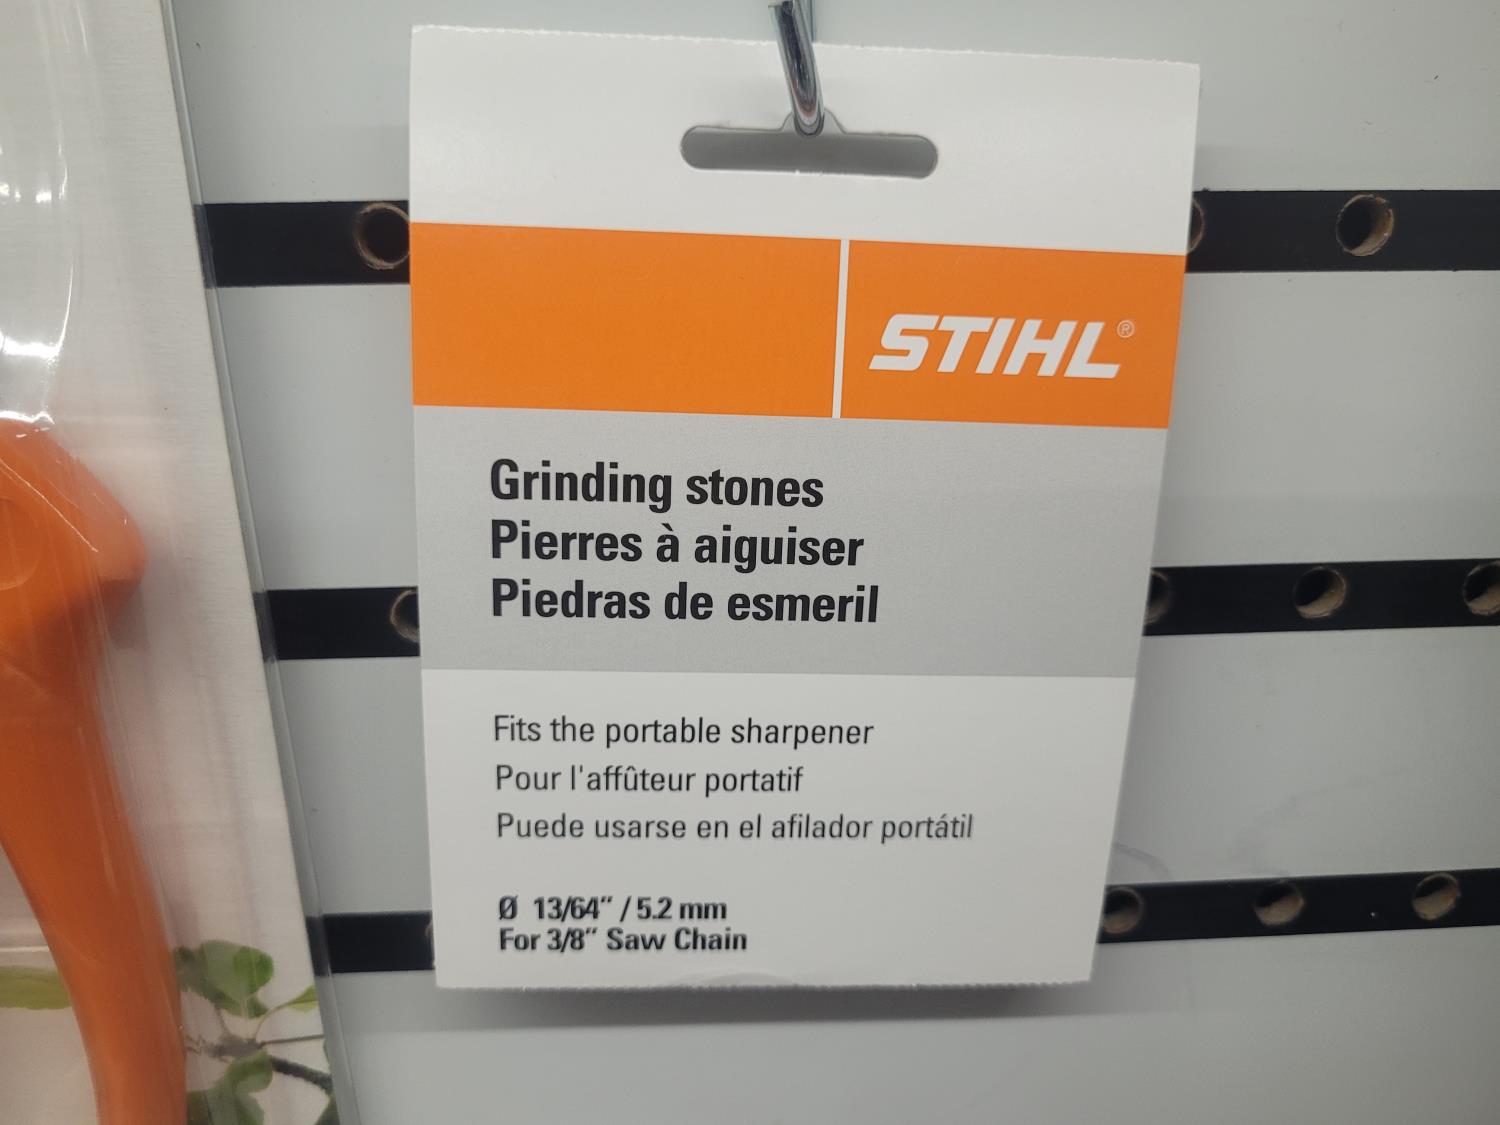 STIHL®
Grinding stones
Pierres à aiguiser
Piedras de esmeril
Fits the portable sharpener
Pour l'affûteur portatif
Puede usarse en el afilador portátil
Ø 13/64" / 5.2 mm
For 3/8" Saw Chain